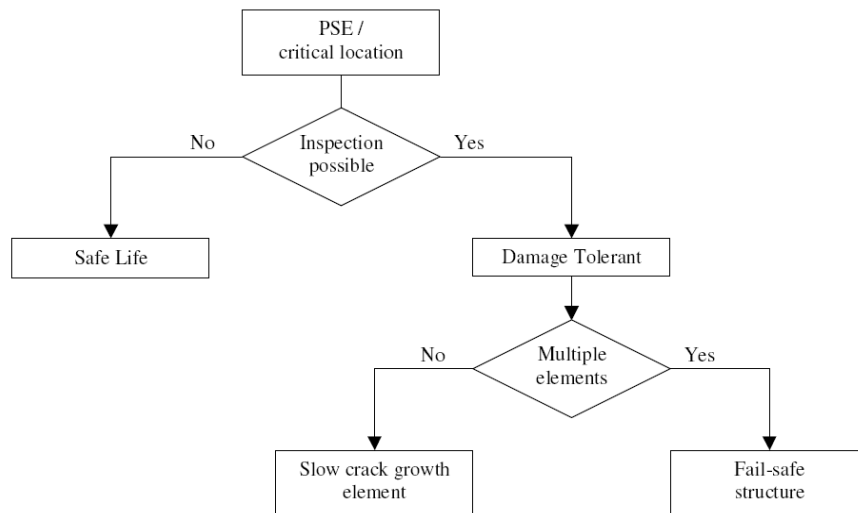 PSE /
critical location
No
Inspection
possible
Yes
Safe Life
Damage Tolerant
No
Multiple
elements
Yes
Slow crack growth
element
Fail-safe
structure